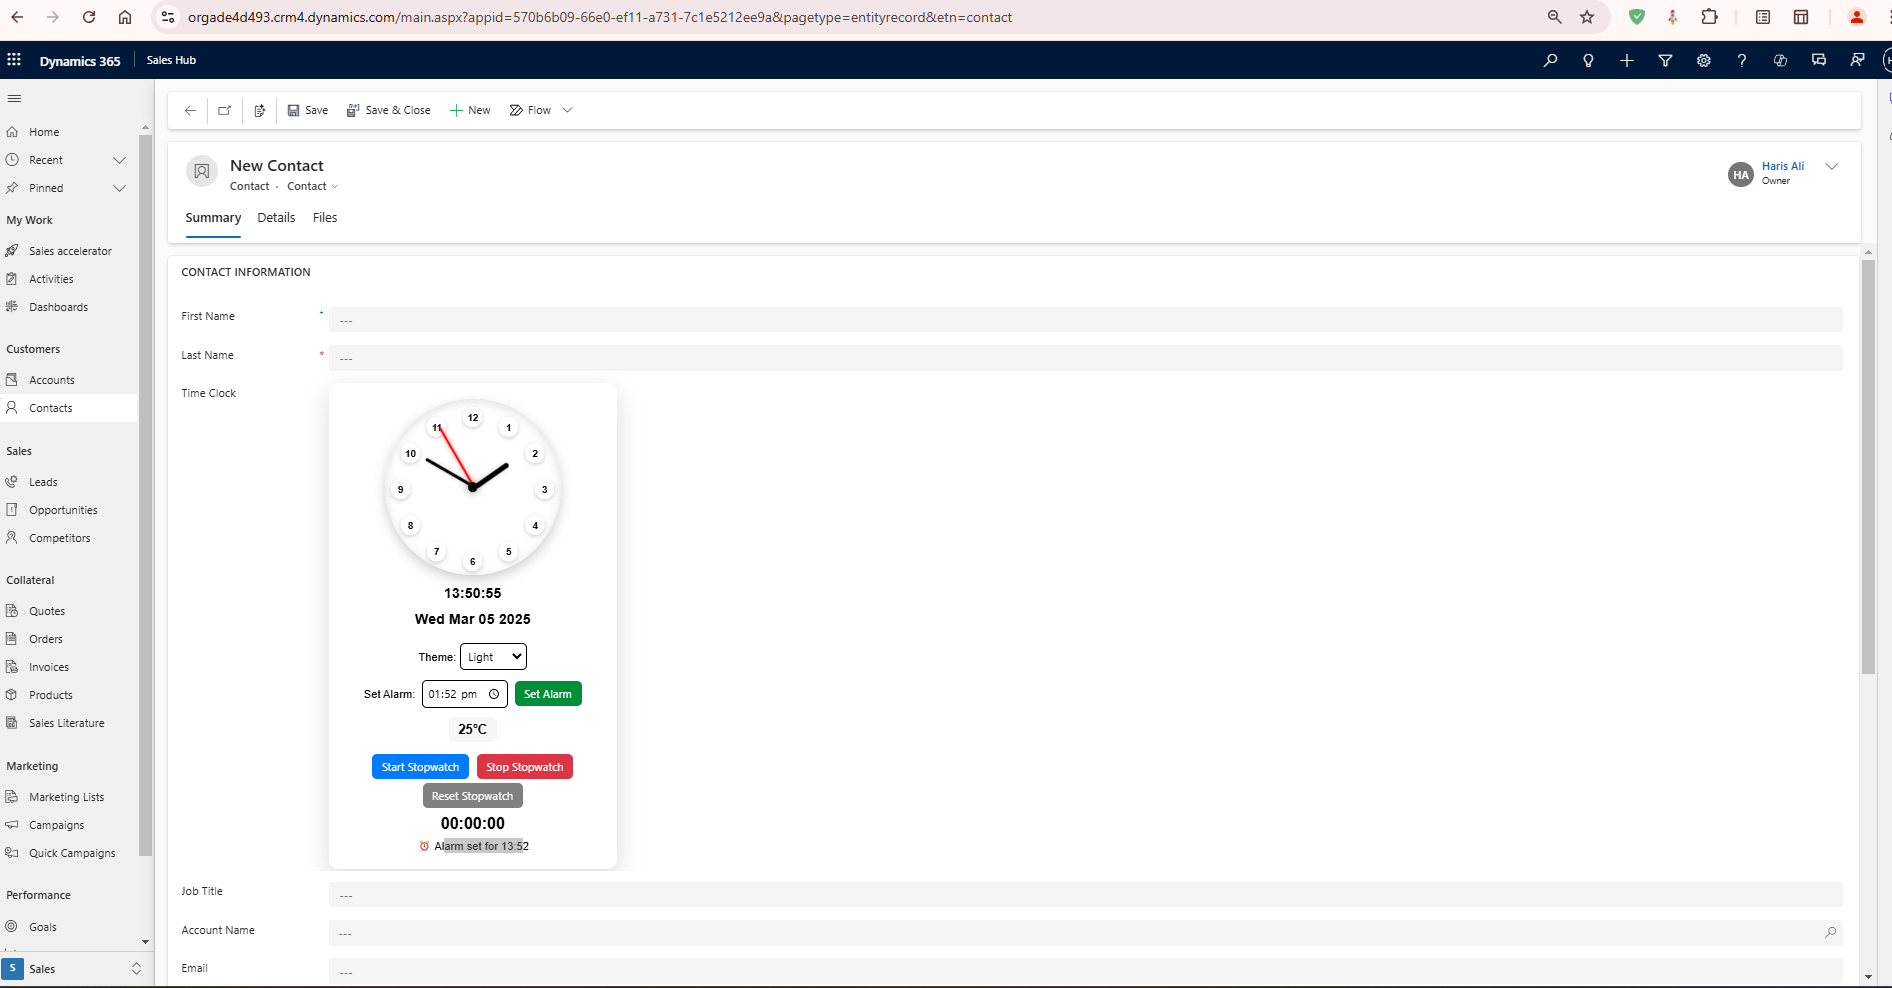 orgade4d493.crm4.dynamics.com/main.aspx?appid=570b6b09-66e0-ef11-a731-7c1e5212ee9a&pagetype=entityrecord&etn=contact
Dynamics 365 Sales Hub
Save Save & Close New Flow
Home
Recent
Pinned
My Work
Sales accelerator
Activities
Dashboards
Customers
Accounts
Contacts
Sales
Leads
Opportunities
Competitors
Collateral
Quotes
Orders
Invoices
Products
Sales Literature
Marketing
Marketing Lists
Campaigns
Quick Campaigns
Performance
Goals
S Sales
New Contact
Contact · Contact
HA Haris Ali
Owner
Summary Details Files
CONTACT INFORMATION
First Name * ---
Last Name * ---
Time Clock
12
1
2
3
4
5
6
7
8
9
10
11
13:50:55
Wed Mar 05 2025
Theme: Light
Set Alarm: 01:52 pm Set Alarm
25°C
Start Stopwatch Stop Stopwatch
Reset Stopwatch
00:00:00
⏰ Alarm set for 13:52
Job Title ---
Account Name ---
Email ---